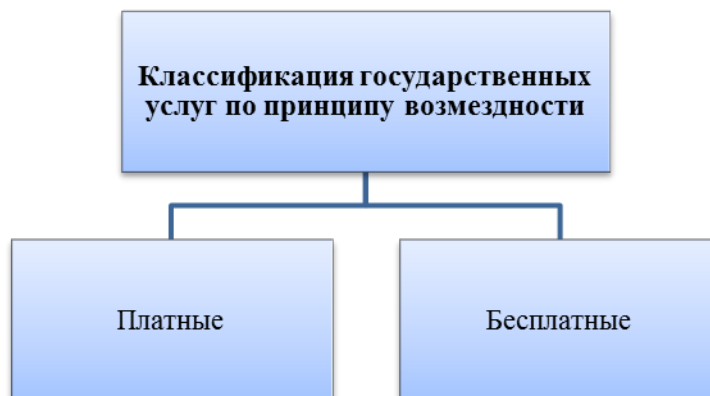 Классификация государственных
услуг по принципу возмездности
Платные
Бесплатные